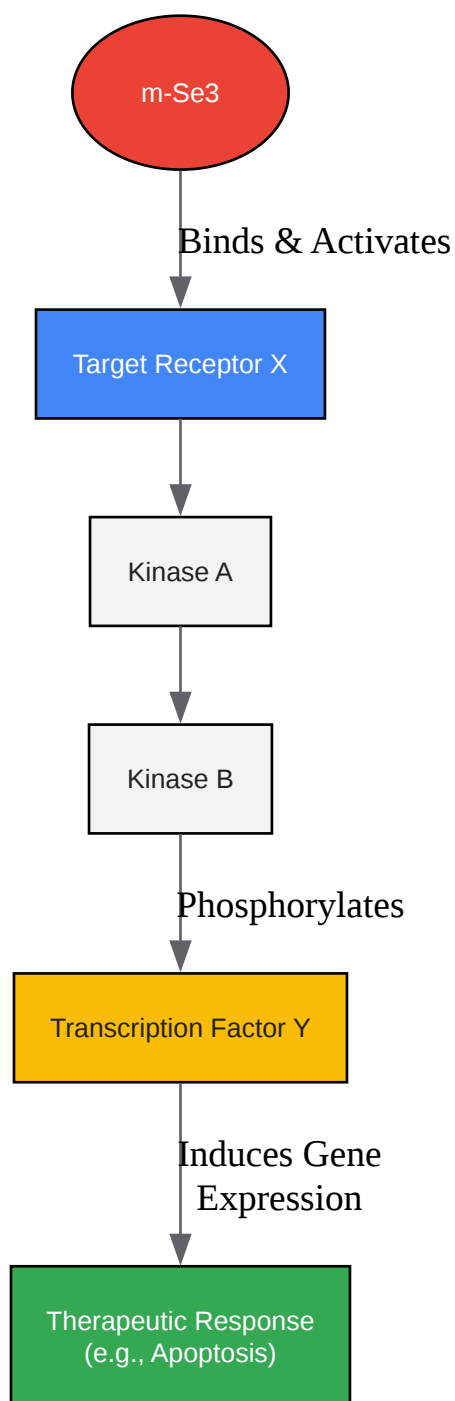 m-Se3
Binds & Activates
Target Receptor X
Kinase A
Kinase B
Phosphorylates
Transcription Factor Y
Induces Gene
Expression
Therapeutic Response
(e.g., Apoptosis)